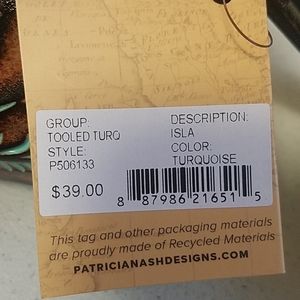 GROUP: DESCRIPTION:
TOOLED TURQ ISLA
STYLE: COLOR:
P506133 TURQUOISE
$39.00
8 87986 21651 5
This tag and other packaging materials
are proudly made of Recycled Materials
PATRICIANASHDESIGNS.COM